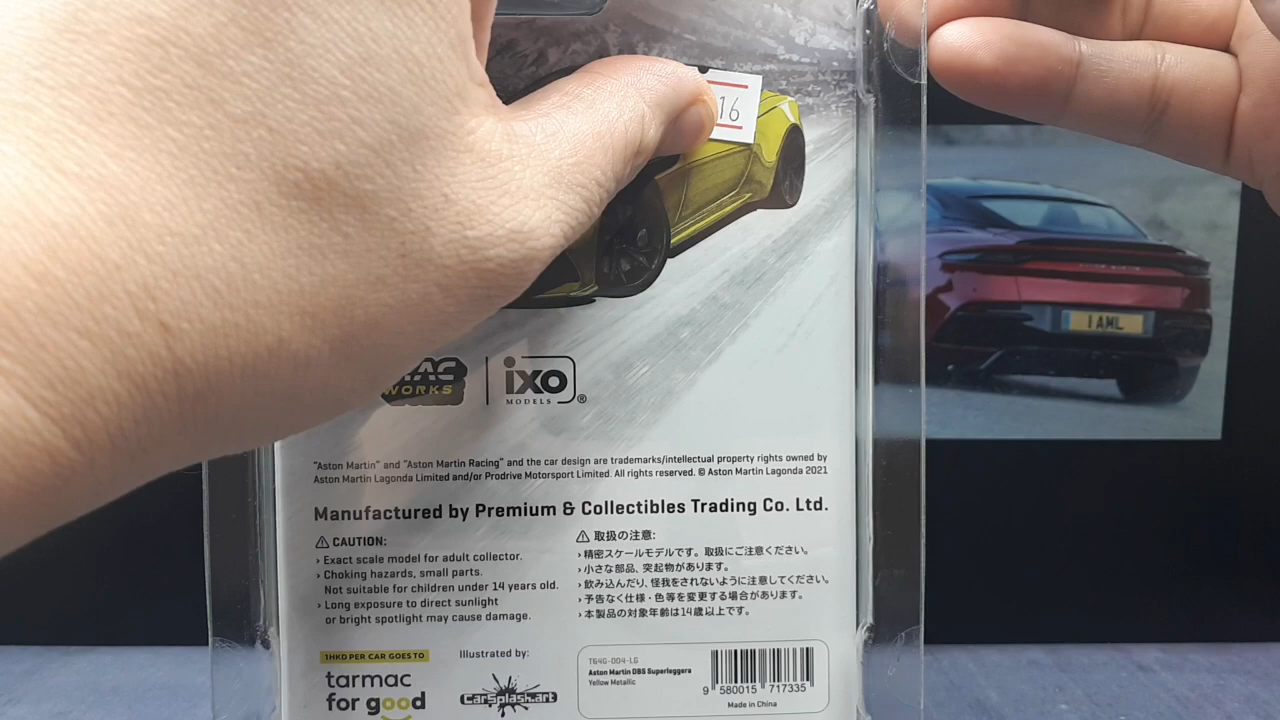 16
I AML
WORKS
ixo
MODELS
®
"Aston Martin" and "Aston Martin Racing" and the car design are trademarks/intellectual property rights owned by
Aston Martin Lagonda Limited and/or Prodrive Motorsport Limited. All rights reserved. © Aston Martin Lagonda 2021
Manufactured by Premium & Collectibles Trading Co. Ltd.
⚠ CAUTION:
› Exact scale model for adult collector.
› Choking hazards, small parts.
Not suitable for children under 14 years old.
› Long exposure to direct sunlight
or bright spotlight may cause damage.
⚠ 取扱の注意:
› 精密スケールモデルです。取扱にご注意ください。
› 小さな部品、突起物があります。
› 飲み込んだり、怪我をされないように注意してください。
› 予告なく仕様・色等を変更する場合があります。
› 本製品の対象年齢は14歳以上です。
1HKD PER CAR GOES TO
tarmac
for good
Illustrated by:
CarSplash.art
T64G-004-LG
Aston Martin DBS Superleggera
Yellow Metallic
9 580015 717335
Made in China